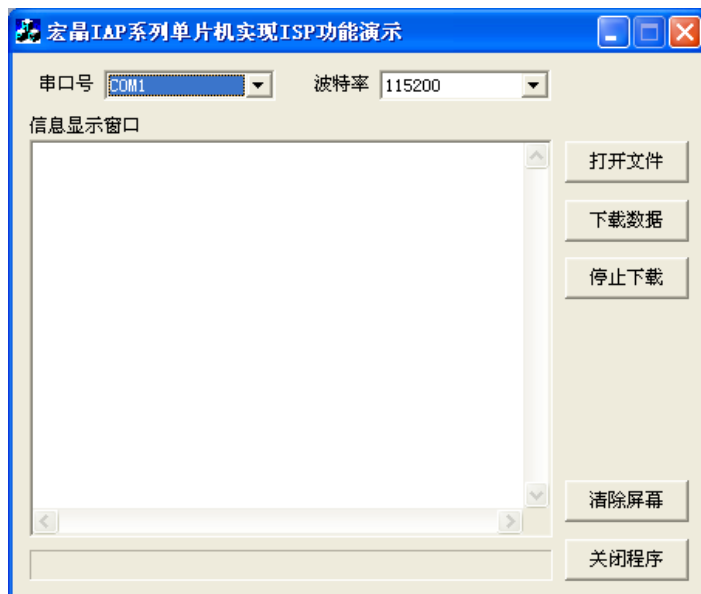 宏晶IAP系列单片机实现ISP功能演示
串口号 COM1 波特率 115200
信息显示窗口
打开文件
下载数据
停止下载
清除屏幕
关闭程序